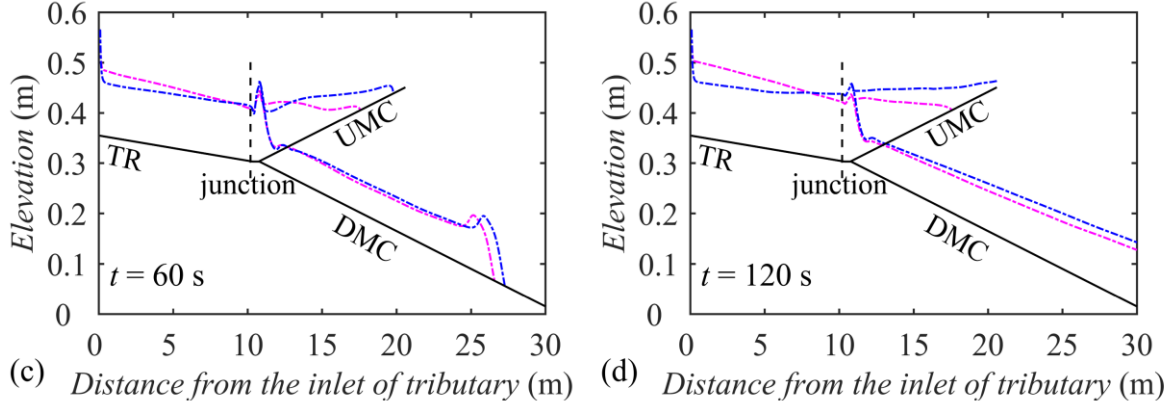 0.6
0.5
0.4
0.3
0.2
0.1
0
Elevation (m)
TR
UMC
junction
DMC
t = 60 s
0 5 10 15 20 25 30
(c)
Distance from the inlet of tributary (m)
0.6
0.5
0.4
0.3
0.2
0.1
0
Elevation (m)
TR
UMC
junction
DMC
t = 120 s
0 5 10 15 20 25 30
(d)
Distance from the inlet of tributary (m)